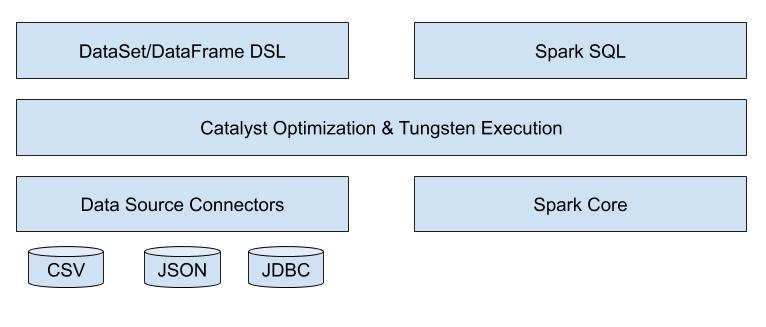 DataSet/DataFrame DSL
Spark SQL
Catalyst Optimization & Tungsten Execution
Data Source Connectors
Spark Core
CSV
JSON
JDBC